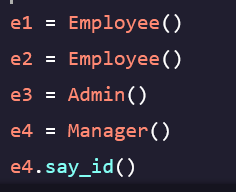 e1 = Employee()
e2 = Employee()
e3 = Admin()
e4 = Manager()
e4.say_id()